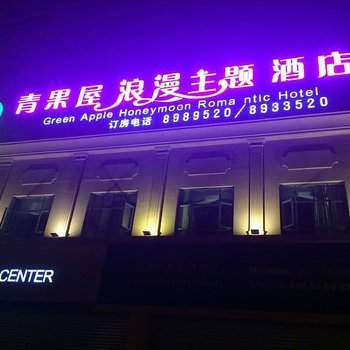 青果屋 浪漫主题 酒店
Green Apple Honeymoon Roma ntic Hotel
订房电话 8989520/8933520
CENTER